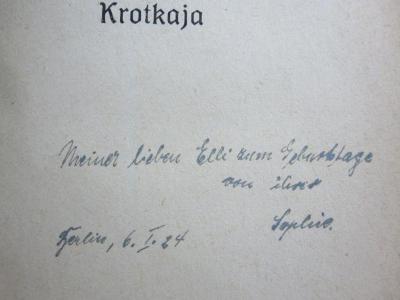 Krotkaja
Meiner lieben Elli zum Geburtstage
von ihrer
Sophie.
Berlin, 6. I. 24